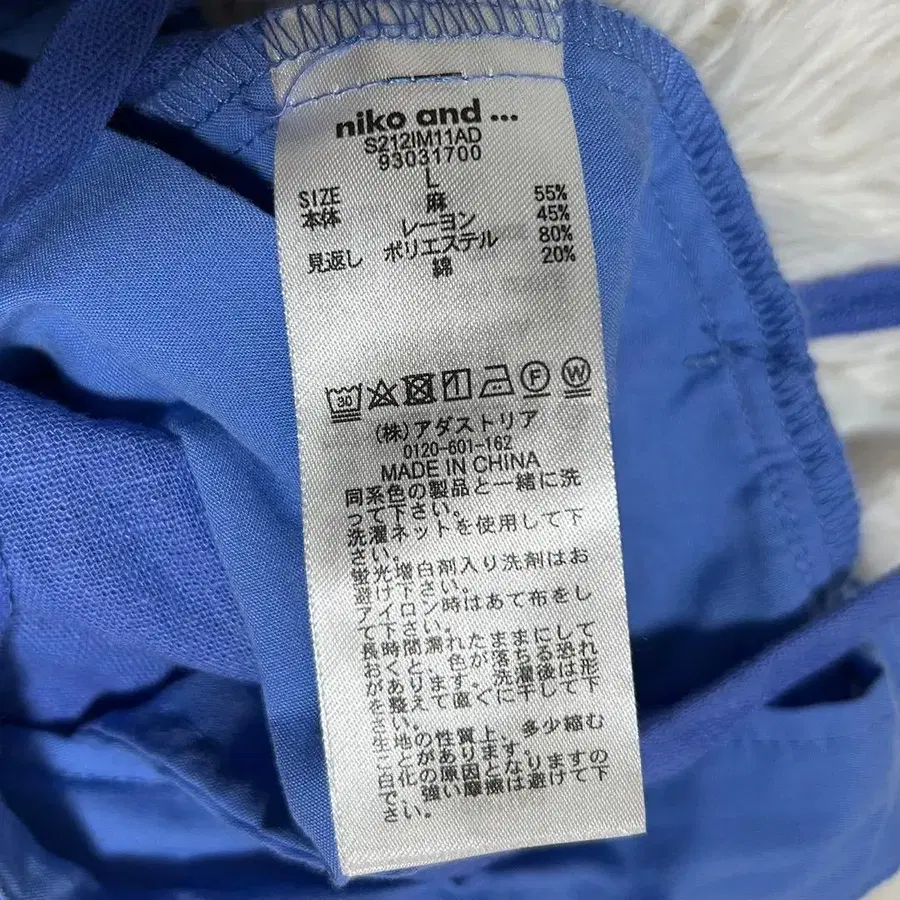 niko and ...
S212IM11AD
93031700
SIZE L
本体 麻 55%
レーヨン 45%
見返し ポリエステル 80%
綿 20%
30 F W
(株)アダストリア
0120-601-162
MADE IN CHINA
同系色の製品と一緒に洗
って下さい。
洗濯ネットを使用して下
さい。
蛍光増白剤入り洗剤はお
避け下さい。
アイロン時はあて布をし
て下さい。
長時間濡れたままにして
おくと、色が落ちる恐れ
があります。洗濯後は形
を整えて直ぐに干して下
さい。
生地の性質上、多少縮む
こ
白化の原因となりますの
で強い摩擦は避けて下
さい。